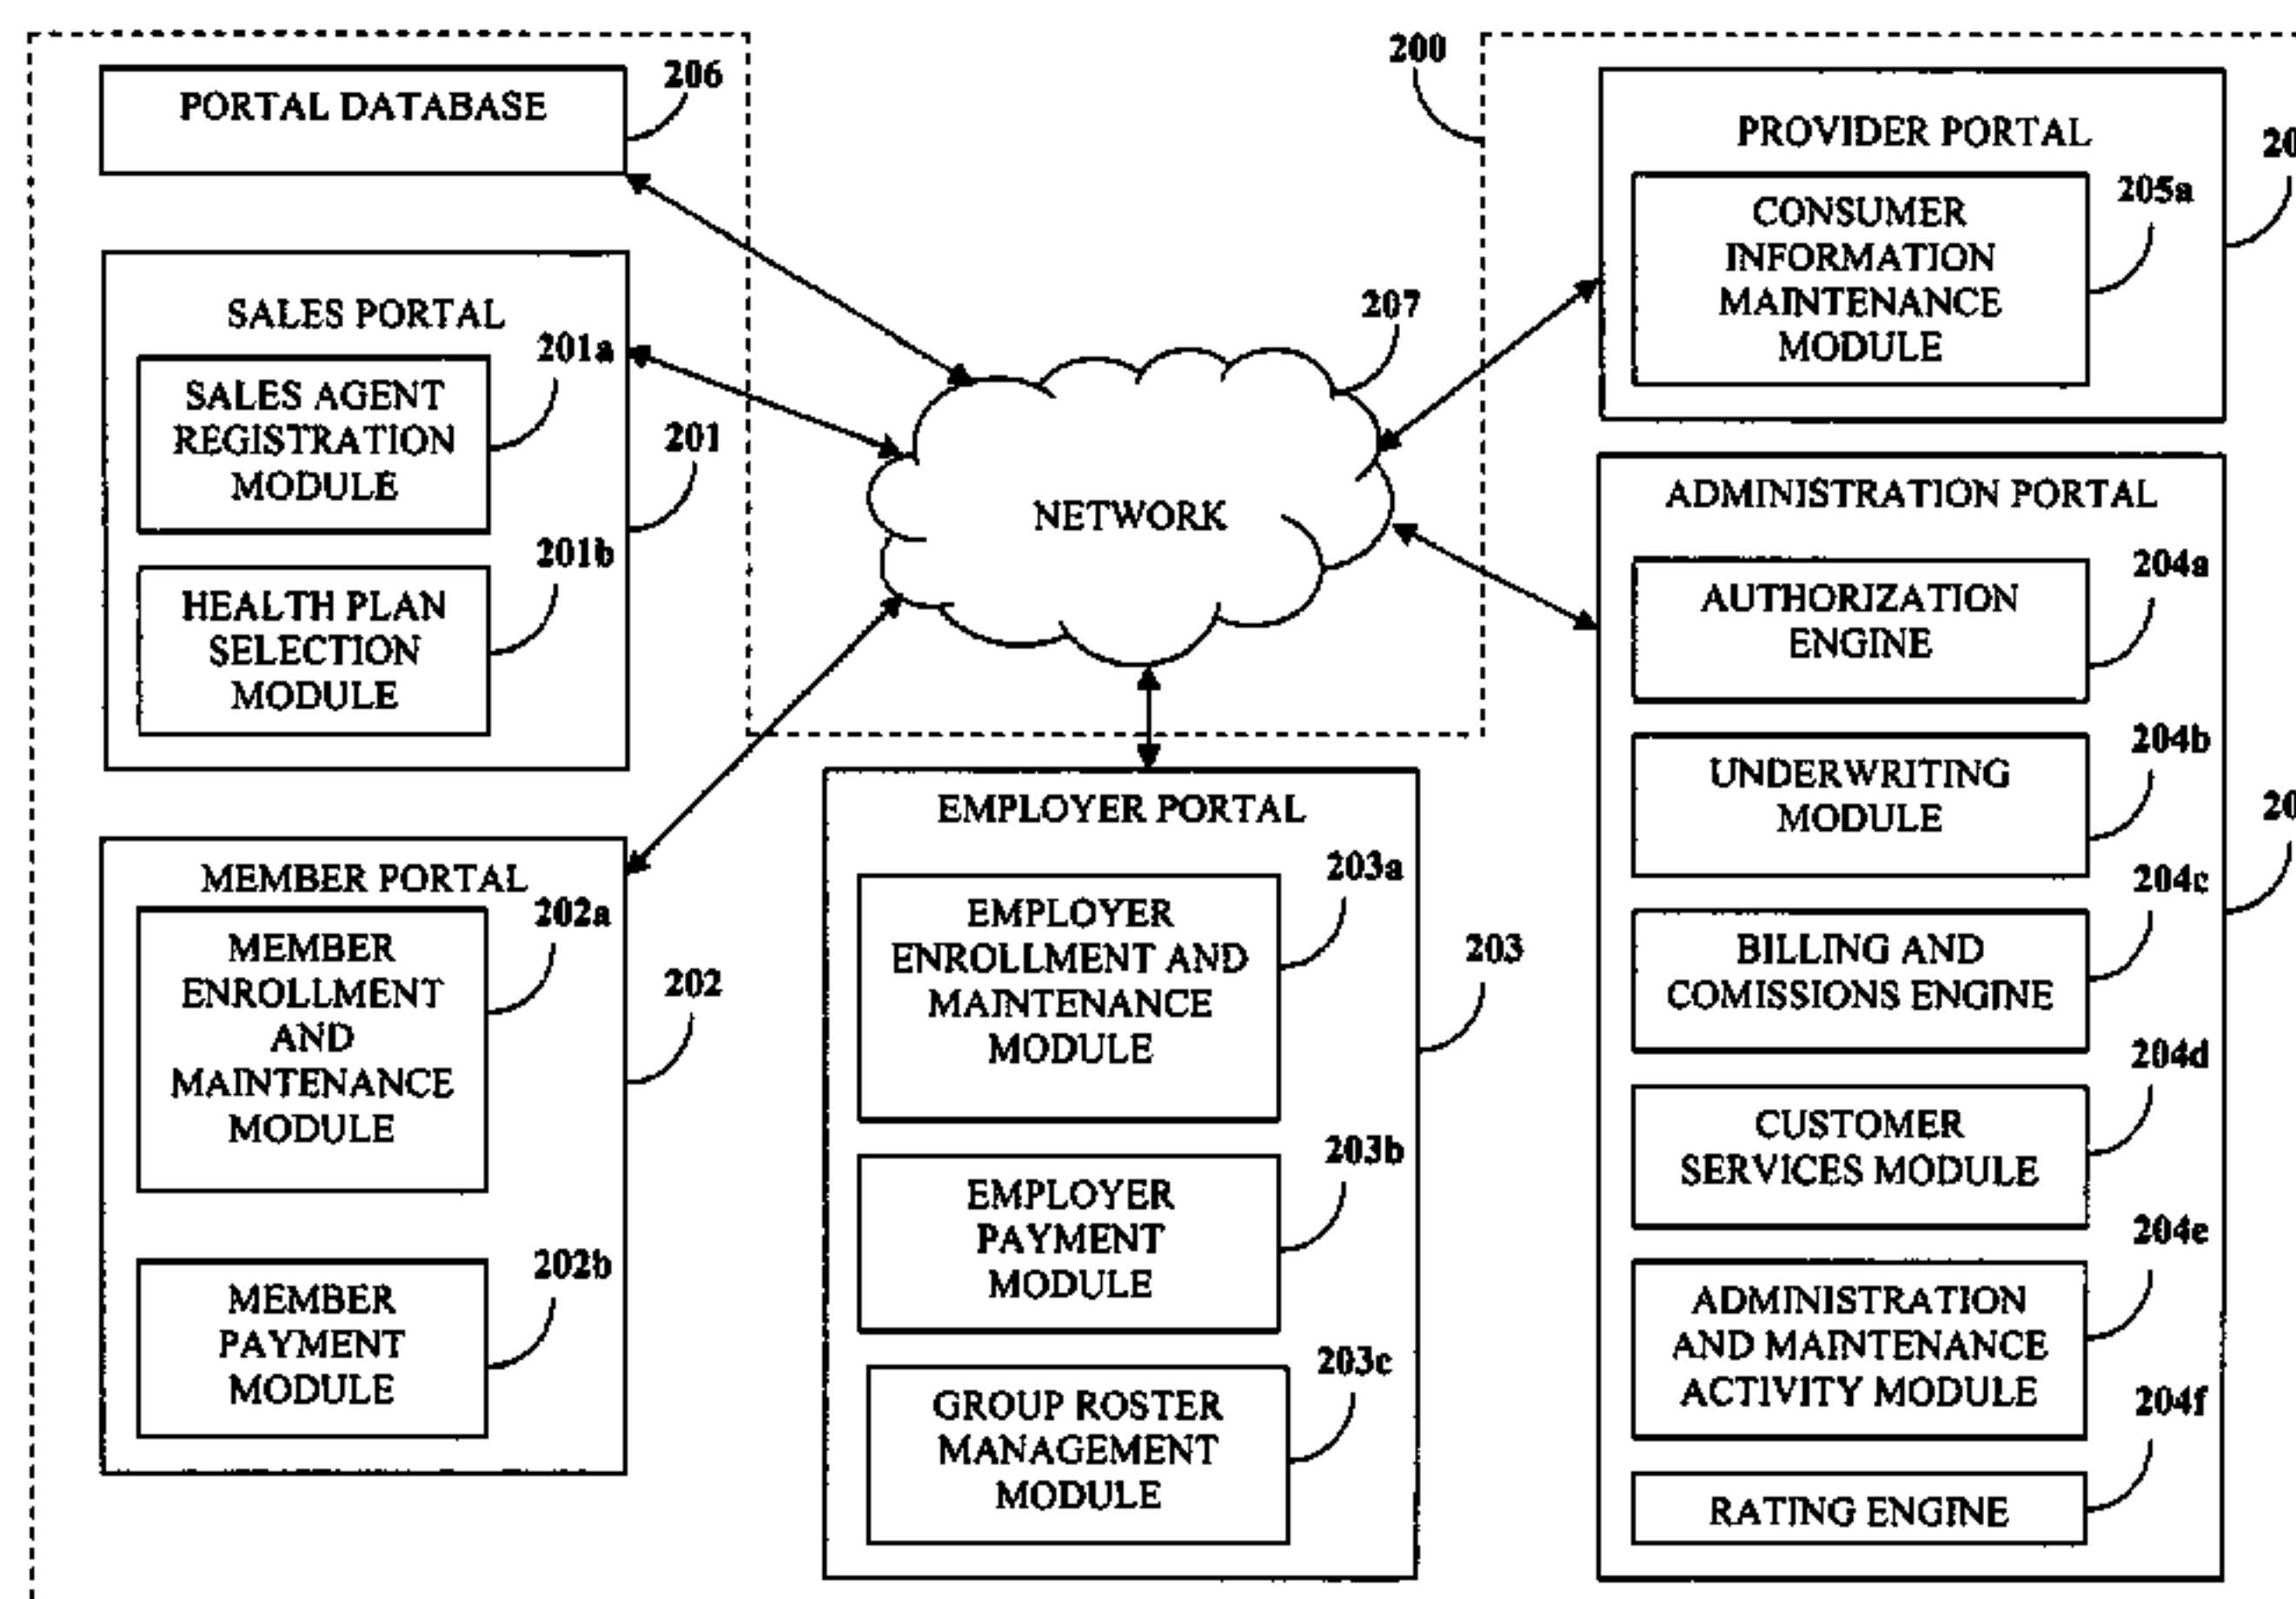 206
PORTAL DATABASE
SALES PORTAL
201a
SALES AGENT
REGISTRATION
MODULE
201
201b
HEALTH PLAN
SELECTION
MODULE
MEMBER PORTAL
202a
MEMBER
ENROLLMENT
AND
MAINTENANCE
MODULE
202
202b
MEMBER
PAYMENT
MODULE
200
207
NETWORK
EMPLOYER PORTAL
203a
EMPLOYER
ENROLLMENT AND
MAINTENANCE
MODULE
203
203b
EMPLOYER
PAYMENT
MODULE
203c
GROUP ROSTER
MANAGEMENT
MODULE
PROVIDER PORTAL
20
205a
CONSUMER
INFORMATION
MAINTENANCE
MODULE
ADMINISTRATION PORTAL
204a
AUTHORIZATION
ENGINE
204b
UNDERWRITING
MODULE
20
204c
BILLING AND
COMISSIONS ENGINE
204d
CUSTOMER
SERVICES MODULE
204e
ADMINISTRATION
AND MAINTENANCE
ACTIVITY MODULE
204f
RATING ENGINE